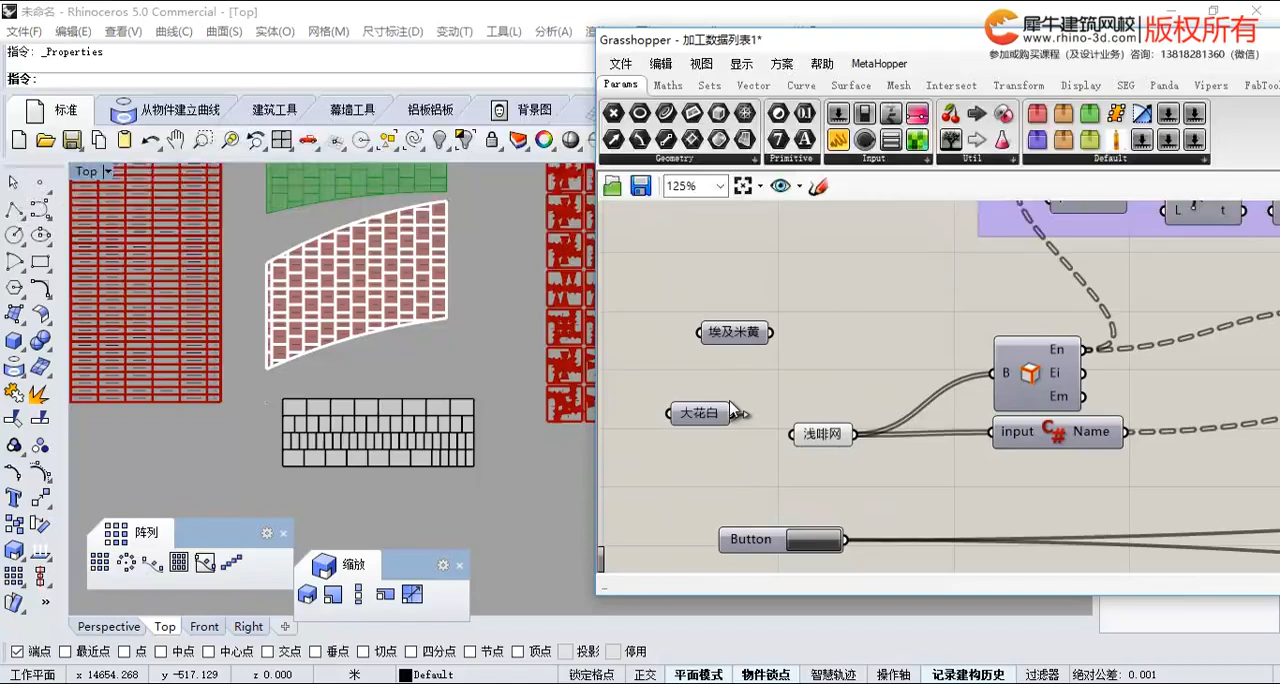 未命名 - Rhinoceros 5.0 Commercial - [Top]
文件(F) 编辑(E) 查看(V) 曲线(C) 曲面(S) 实体(O) 网格(M) 尺寸标注(D) 变动(T) 工具(L) 分析(A)
指令: _Properties
指令:
标准 从物件建立曲线 建筑工具 幕墙工具 铝板铝板 背景图
Top
阵列
缩放
Perspective Top Front Right
端点 最近点 点 中点 中心点 交点 垂点 切点 四分点 节点 顶点 投影 停用
工作平面 x 14654.268 y -517.129 z 0.000 米 Default 锁定格点 正交 平面模式 物件锁点 智慧轨迹 操作轴 记录建构历史 过滤器 绝对公差: 0.001
Grasshopper - 加工数据列表1*
犀牛建筑网校 版权所有
www.rhino-3d.com
参加或购买课程 (及设计业务) 咨询: 13818281360 (微信)
文件 编辑 视图 显示 方案 帮助 MetaHopper
Params Maths Sets Vector Curve Surface Mesh Intersect Transform Display SEG Panda Vipers FabToo
Geometry Primitive Input Util Default
125%
L t
埃及米黄
大花白
浅啡网
B En Ei Em
input C# Name
Button